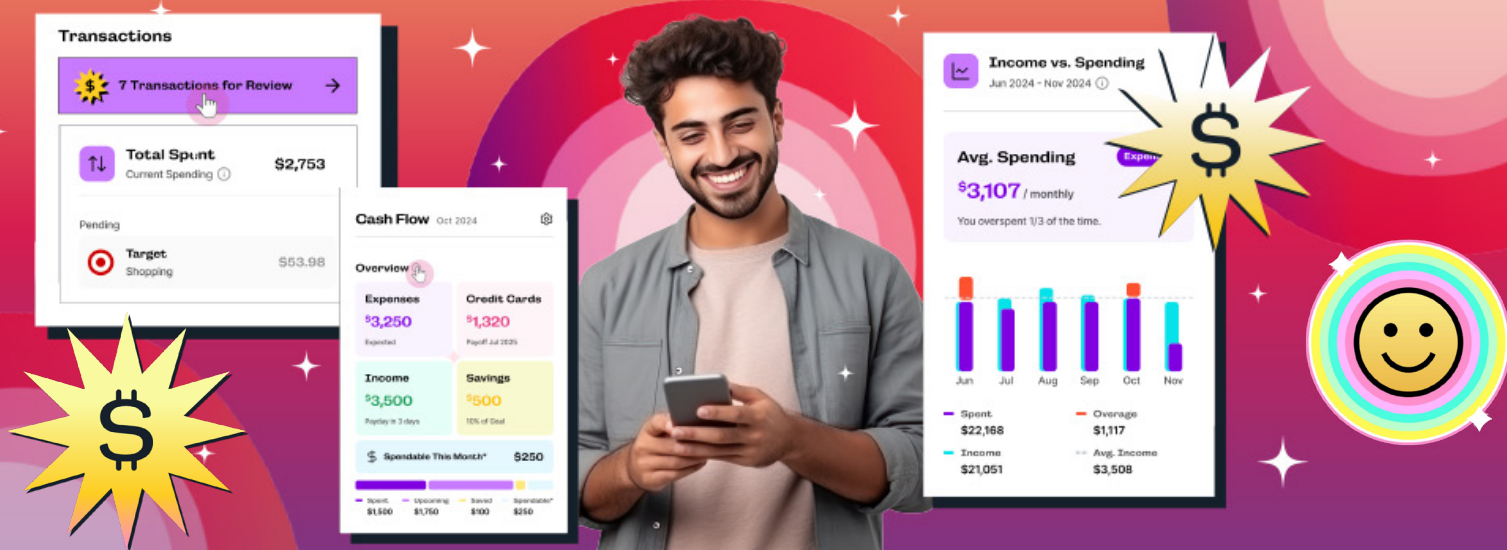 Transactions
$
7 Transactions for Review
Total Spent
Current Spending
$2,753
Pending
Target
Shopping
$53.98
$
Cash Flow Oct 2024
Overview
Expenses
$3,250
Expected
Credit Cards
$1,320
Payoff Jul 2025
Income
$3,500
Payday in 3 days
Savings
$500
10% of Goal
$ Spendable This Month* $250
Spent
$1,500
Upcoming
$1,750
Saved
$100
Spendable*
$250
Income vs. Spending
Jun 2024 - Nov 2024
$
Avg. Spending
$3,107 / monthly
You overspent 1/3 of the time.
Jun Jul Aug Sep Oct Nov
Spent
$22,168
Overage
$1,117
Income
$21,051
Avg. Income
$3,508